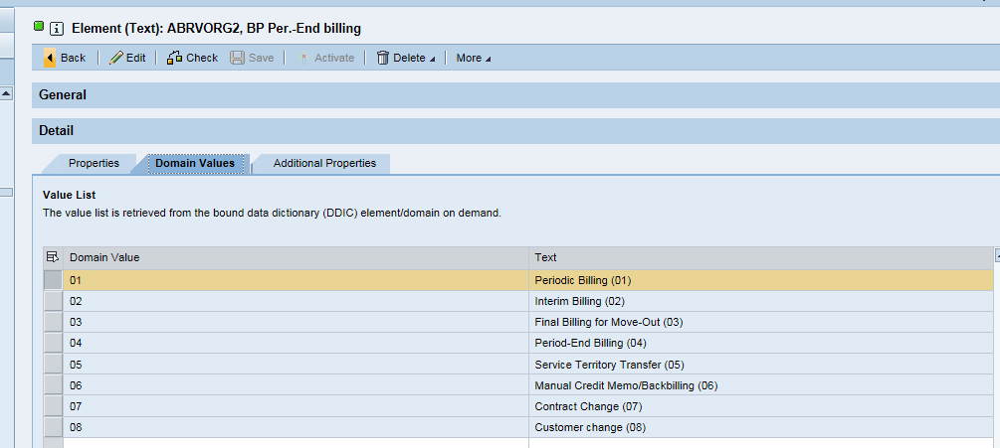 Element (Text): ABRVORG2, BP Per.-End billing
Back Edit Check Save Activate Delete More
General
Detail
Properties Domain Values Additional Properties
Value List
The value list is retrieved from the bound data dictionary (DDIC) element/domain on demand.
Domain Value Text
01 Periodic Billing (01)
02 Interim Billing (02)
03 Final Billing for Move-Out (03)
04 Period-End Billing (04)
05 Service Territory Transfer (05)
06 Manual Credit Memo/Backbilling (06)
07 Contract Change (07)
08 Customer change (08)